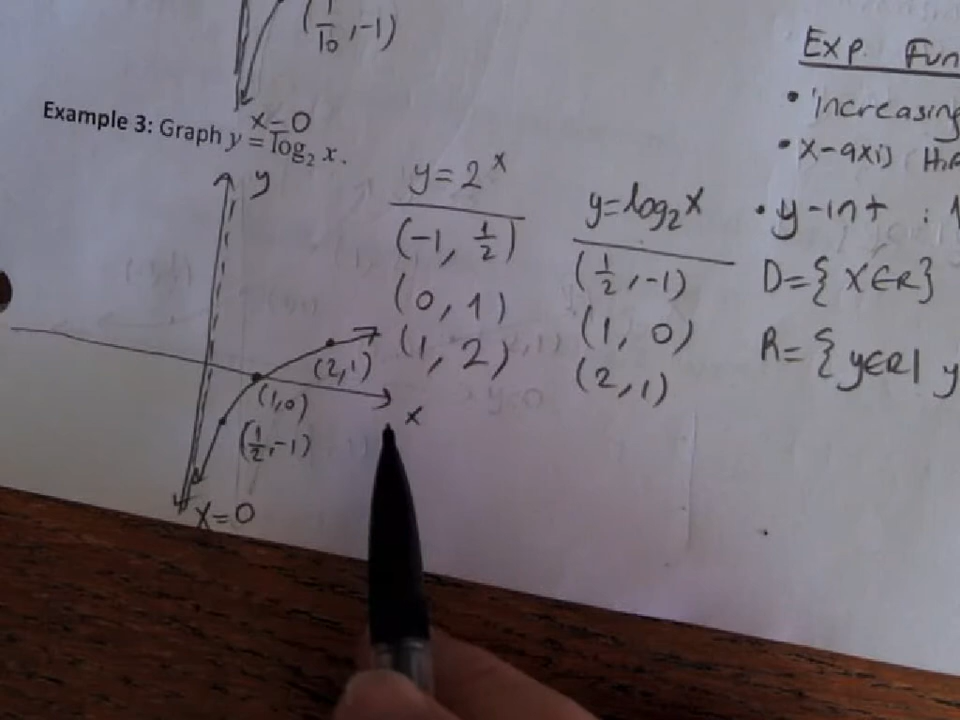 (1/10, -1)
x=0
Example 3: Graph y = log₂ x.
y
(2,1)
(1,0)
(1/2, -1)
x
x=0
y=2^x
(-1, 1/2)
(0, 1)
(1, 2)
y=log₂x
(1/2, -1)
(1, 0)
(2, 1)
Exp. Fun
• increasing
• x-axis
• y-int :
D={ x∈R}
R= { y∈R| y